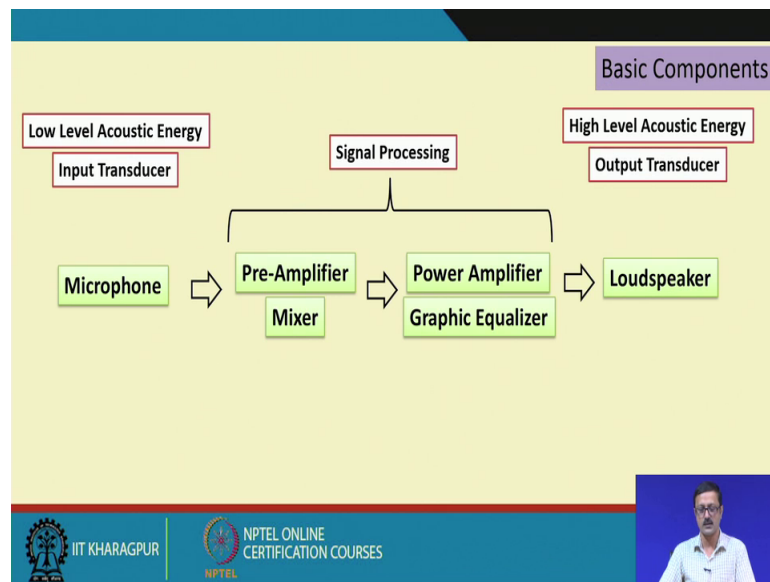 Basic Components
Low Level Acoustic Energy
Input Transducer
Signal Processing
High Level Acoustic Energy
Output Transducer
Microphone
Pre-Amplifier
Mixer
Power Amplifier
Graphic Equalizer
Loudspeaker
IIT KHARAGPUR
NPTEL
NPTEL ONLINE
CERTIFICATION COURSES